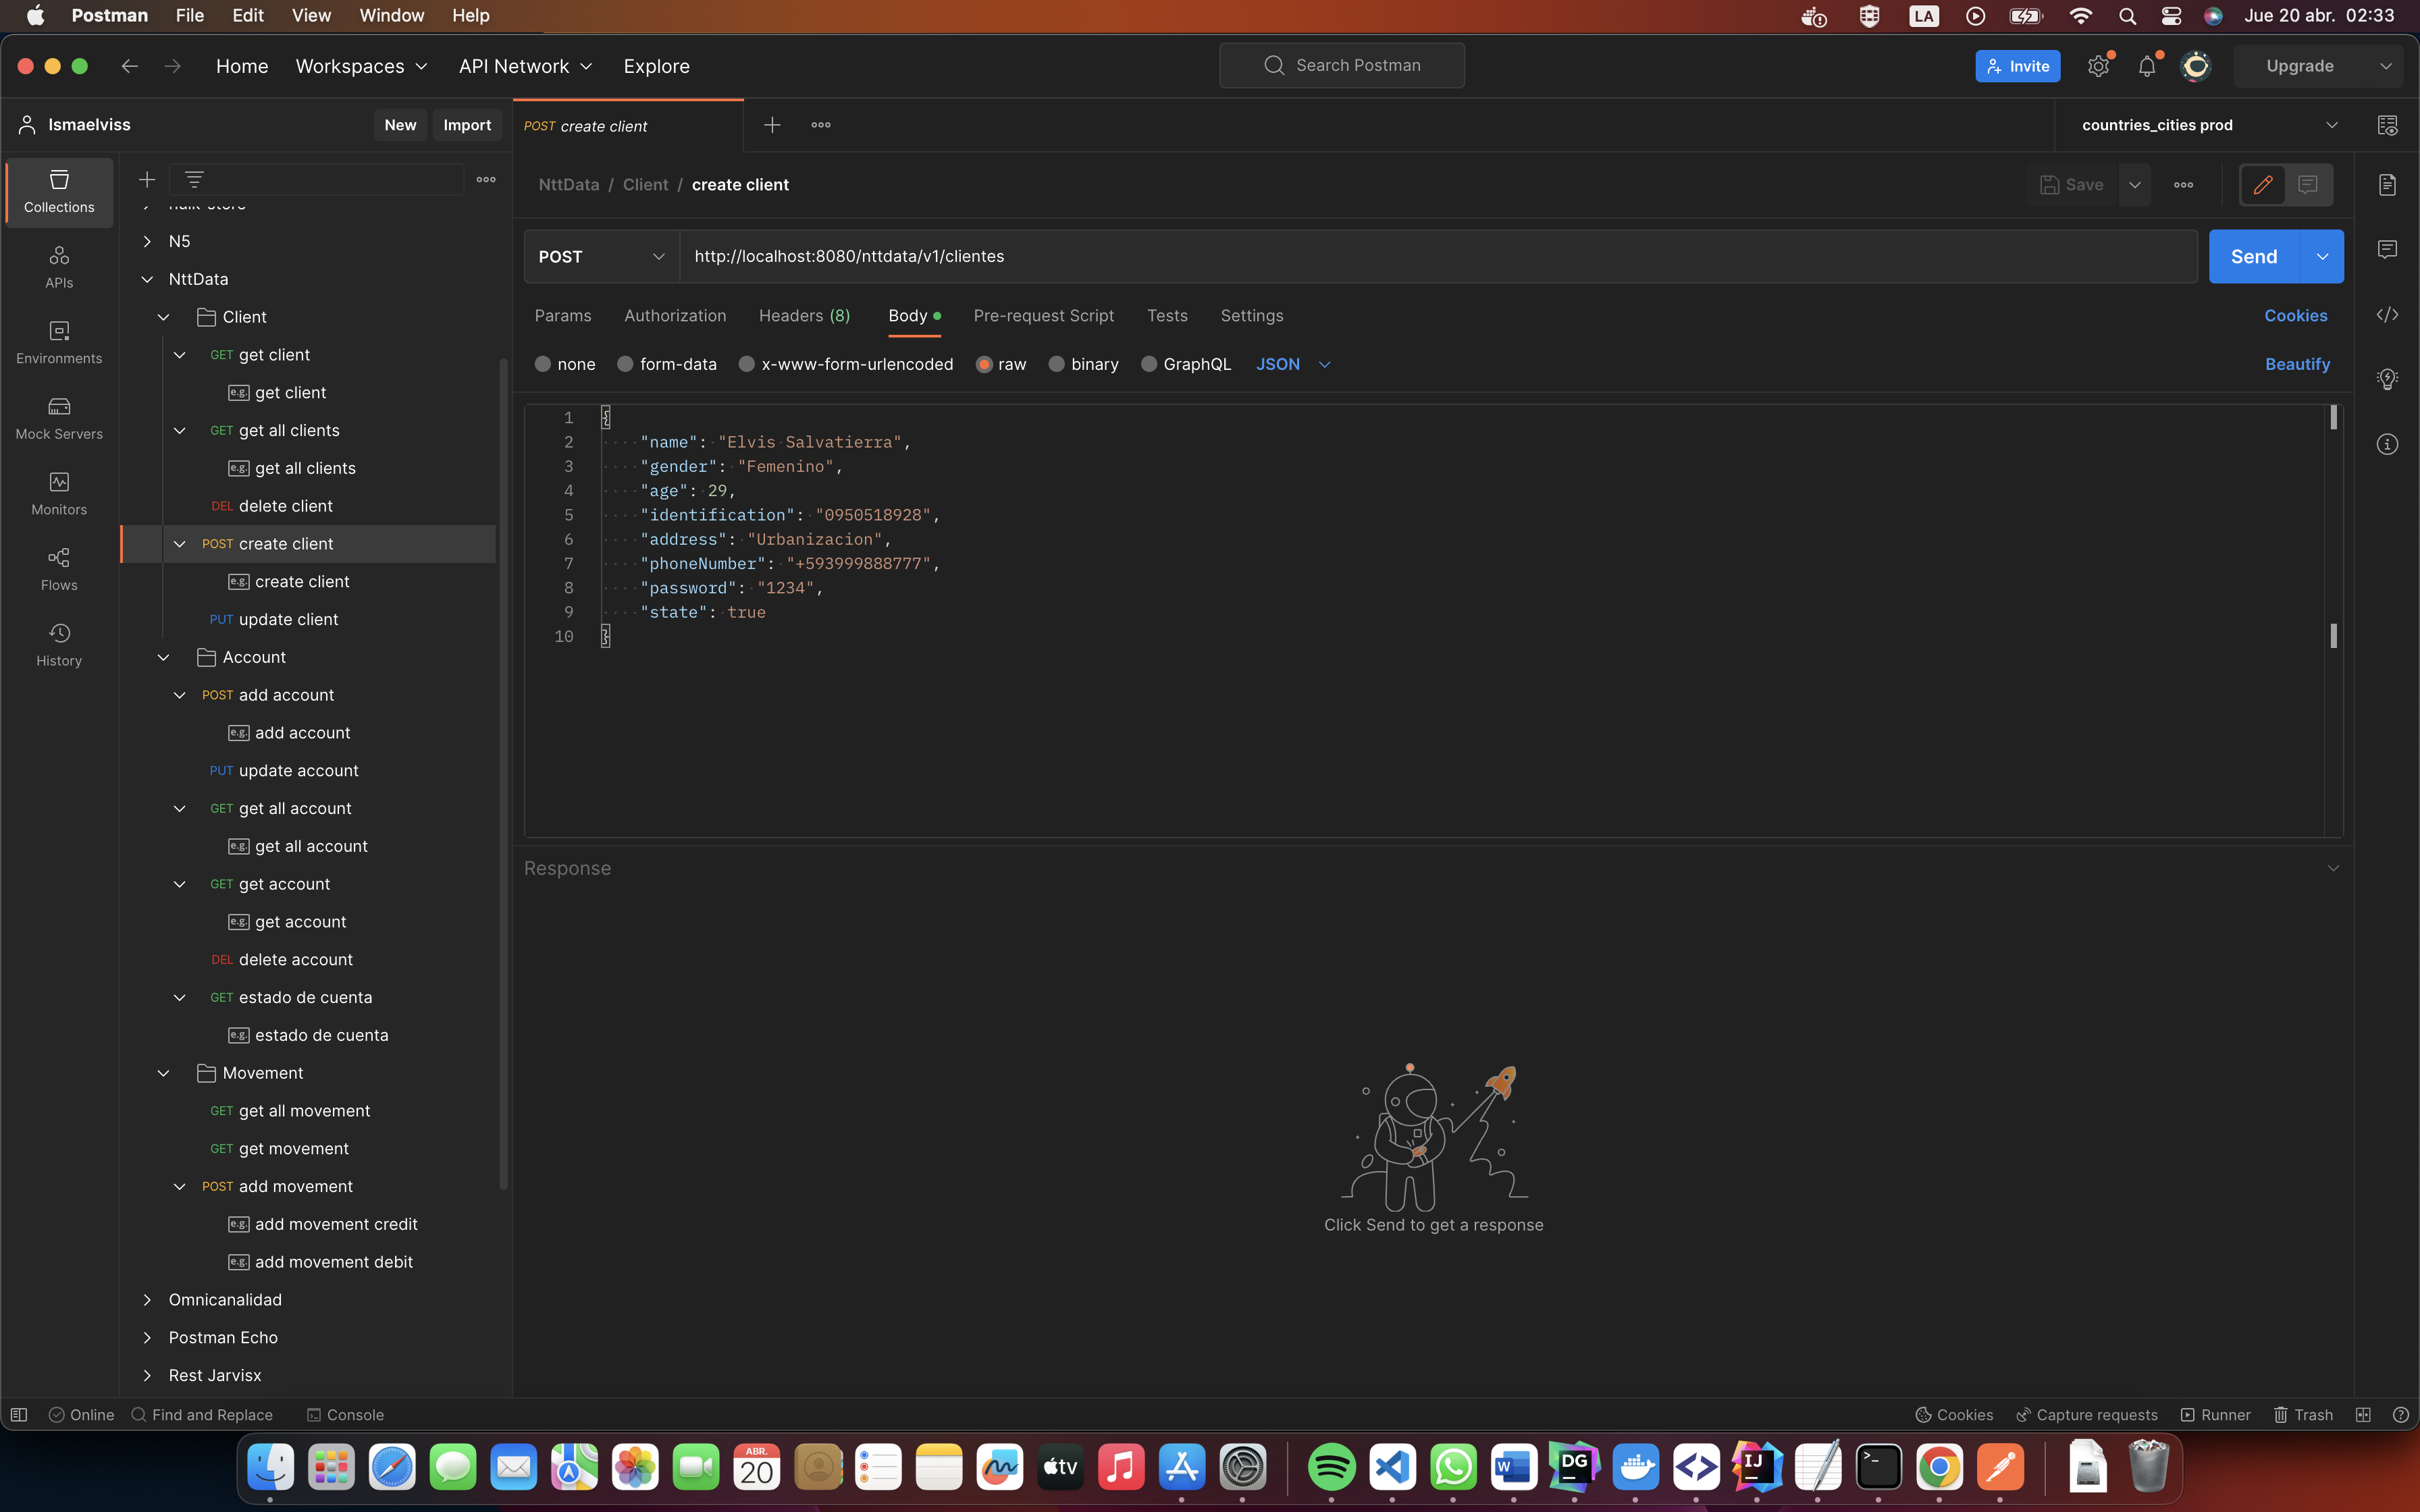 Postman File Edit View Window Help
LA Jue 20 abr. 02:33
Home Workspaces API Network Explore
Search Postman
Invite
Upgrade
Ismaelviss
New
Import
POST create client
countries_cities prod
Collections
APIs
Environments
Mock Servers
Monitors
Flows
History
N5
NttData
Client
GET get client
e.g. get client
GET get all clients
e.g. get all clients
DEL delete client
POST create client
e.g. create client
PUT update client
Account
POST add account
e.g. add account
PUT update account
GET get all account
e.g. get all account
GET get account
e.g. get account
DEL delete account
GET estado de cuenta
e.g. estado de cuenta
Movement
GET get all movement
GET get movement
POST add movement
e.g. add movement credit
e.g. add movement debit
Omnicanalidad
Postman Echo
Rest Jarvisx
NttData / Client / create client
Save
POST
http://localhost:8080/nttdata/v1/clientes
Send
Params Authorization Headers (8) Body Pre-request Script Tests Settings
Cookies
none form-data x-www-form-urlencoded raw binary GraphQL JSON
Beautify
1 {
2 "name": "Elvis Salvatierra",
3 "gender": "Femenino",
4 "age": 29,
5 "identification": "0950518928",
6 "address": "Urbanizacion",
7 "phoneNumber": "+593999888777",
8 "password": "1234",
9 "state": true
10 }
Response
Click Send to get a response
Online Find and Replace Console
Cookies Capture requests Runner Trash
ABR.
20
tv
W
DG
IJ